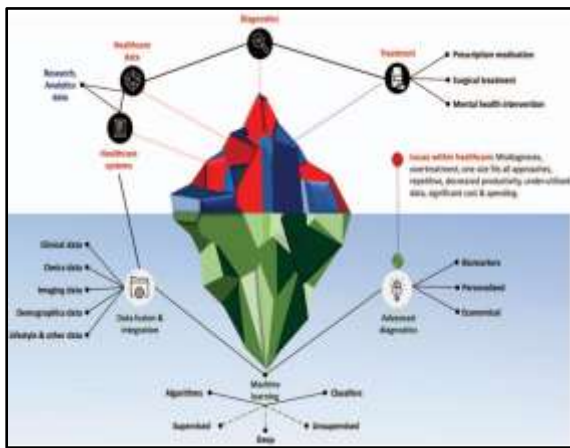 Diagnostics
Healthcare
data
Treatment
Prescription medication
Surgical treatment
Mental health intervention
Research,
Analytics
data
Healthcare
systems
Issues within healthcare: Misdiagnosis,
overtreatment, one size fits all approaches,
repetitive, decreased productivity, under-utilised
data, significant cost & spending.
Clinical data
Omics data
Imaging data
Demographics data
Lifestyle & other data
Data fusion &
integration
Biomarkers
Personalised
Economical
Advanced
diagnostics
Machine
learning
Algorithms
Classifiers
Supervised
Unsupervised
Deep